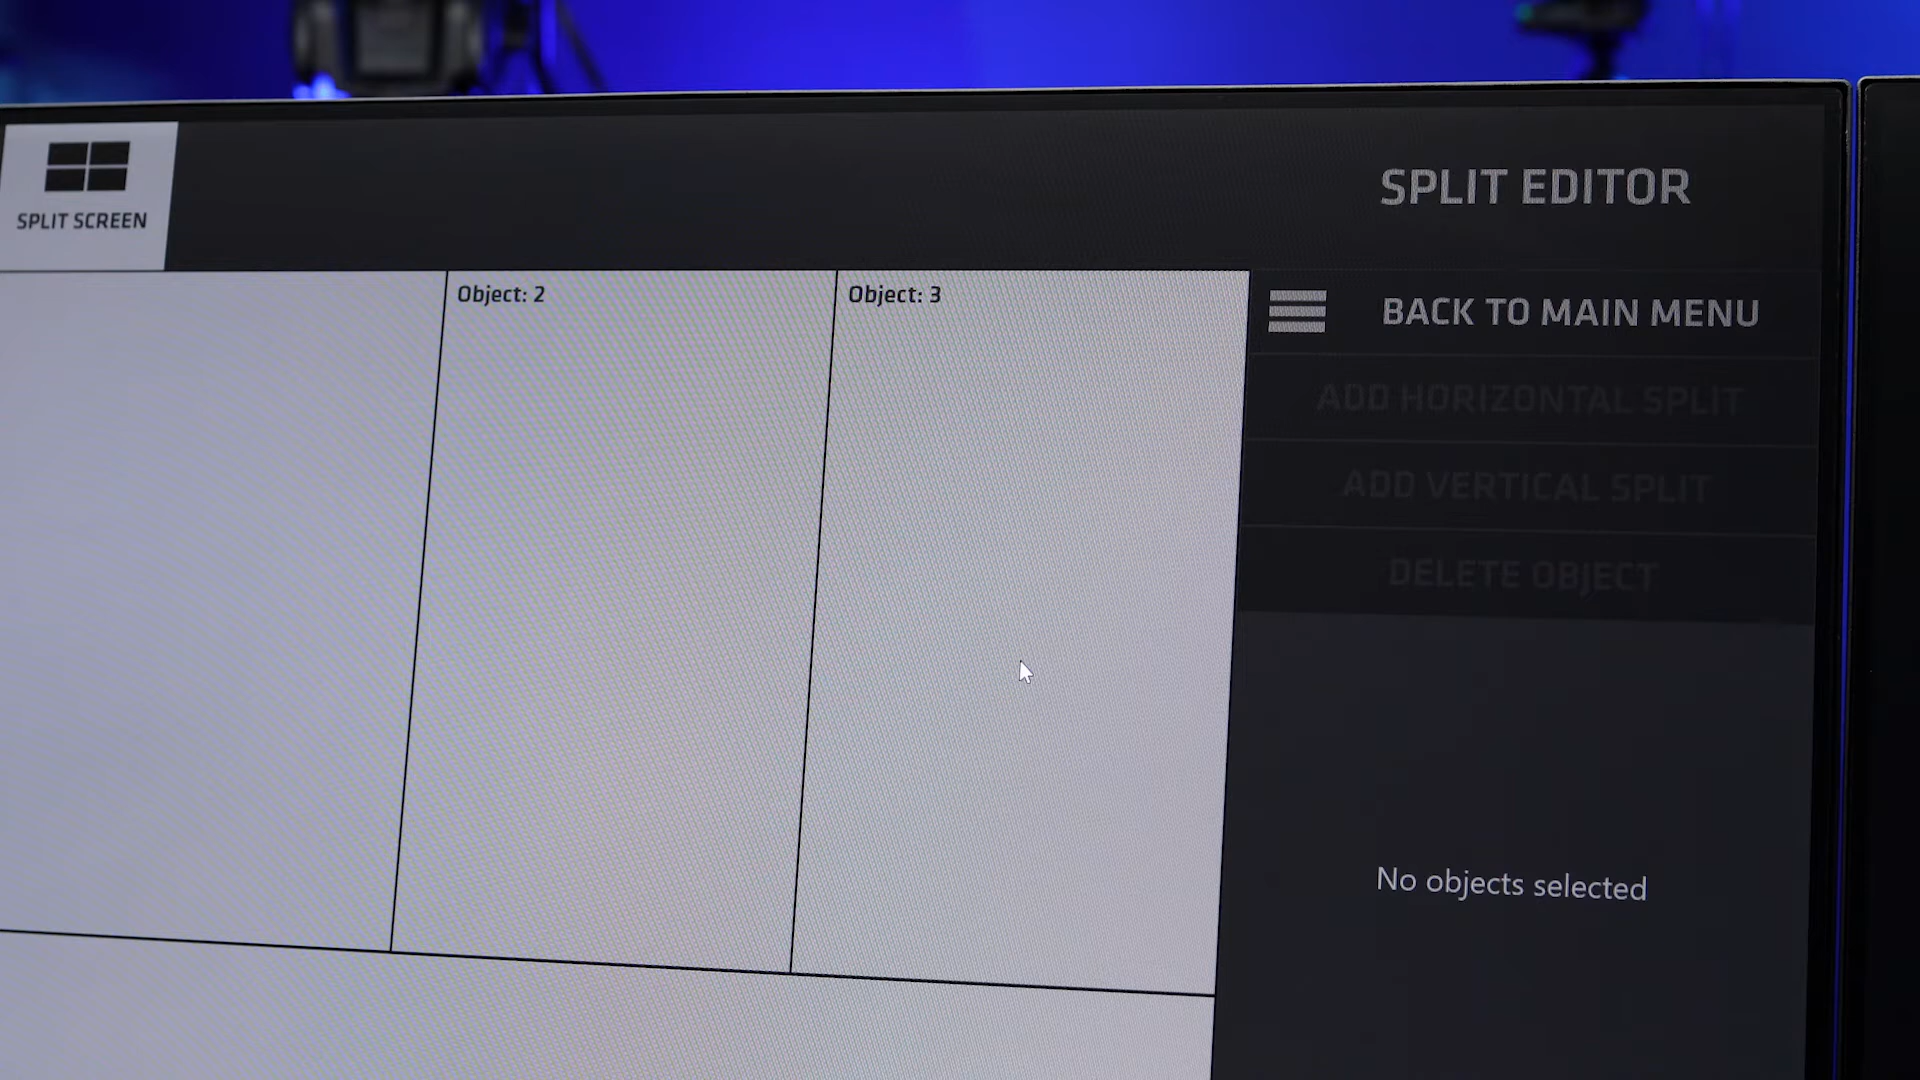 SPLIT SCREEN
SPLIT EDITOR
Object: 2
Object: 3
BACK TO MAIN MENU
ADD HORIZONTAL SPLIT
ADD VERTICAL SPLIT
DELETE OBJECT
No objects selected